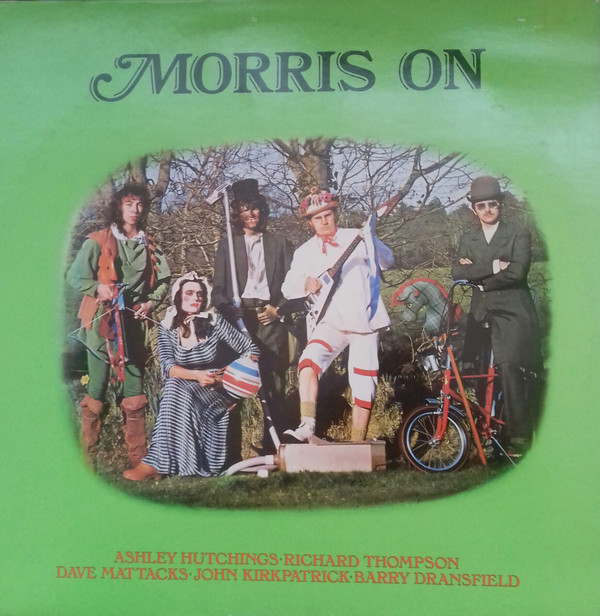 MORRIS ON
ASHLEY HUTCHINGS·RICHARD THOMPSON
DAVE MATTACKS·JOHN KIRKPATRICK·BARRY DRANSFIELD